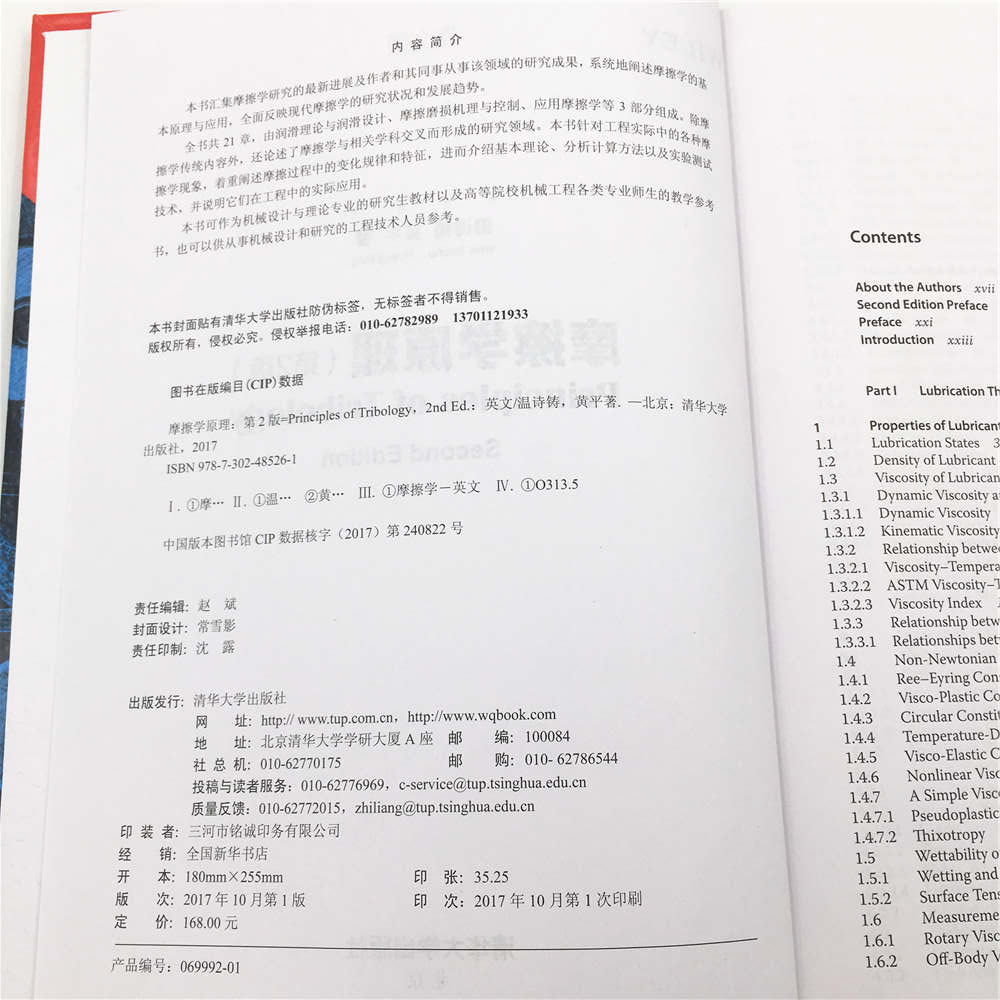 内容简介
本书汇集摩擦学研究的最新进展及作者和其同事从事该领域的研究成果，系统地阐述摩擦学的基
本原理与应用，全面反映现代摩擦学的研究状况和发展趋势。
全书共 21 章，由润滑理论与润滑设计、摩擦磨损机理与控制、应用摩擦学等 3 部分组成。除摩
擦学传统内容外，还论述了摩擦学与相关学科交叉而形成的研究领域。本书针对工程实际中的各种摩
擦学现象，着重阐述摩擦过程中的变化规律和特征，进而介绍基本理论、分析计算方法以及实验测试
技术，并说明它们在工程中的实际应用。
本书可作为机械设计与理论专业的研究生教材以及高等院校机械工程各类专业师生的教学参考
书，也可以供从事机械设计和研究的工程技术人员参考。
本书封面贴有清华大学出版社防伪标签，无标签者不得销售。
版权所有，侵权必究。侵权举报电话：010-62782989 13701121933
图书在版编目(CIP)数据
摩擦学原理：第 2 版=Principles of Tribology，2nd Ed.：英文/温诗铸，黄平著. —北京：清华大学
出版社，2017
ISBN 978-7-302-48526-1
Ⅰ. ①摩… Ⅱ. ①温… ②黄… Ⅲ. ①摩擦学－英文 Ⅳ. ①O313.5
中国版本图书馆 CIP 数据核字（2017）第 240822 号
责任编辑：赵 斌
封面设计：常雪影
责任印制：沈 露
出版发行：清华大学出版社
网 址：http:// www.tup.com.cn，http://www.wqbook.com
地 址：北京清华大学学研大厦 A 座 邮 编：100084
社 总 机：010-62770175 邮 购：010- 62786544
投稿与读者服务：010-62776969，c-service@tup.tsinghua.edu.cn
质量反馈：010-62772015，zhiliang@tup.tsinghua.edu.cn
印 装 者：三河市铭诚印务有限公司
经 销：全国新华书店
开 本：180mm×255mm 印 张：35.25
版 次：2017 年 10 月第 1 版 印 次：2017 年 10 月第 1 次印刷
定 价：168.00 元
产品编号：069992-01
Contents
About the Authors xvii
Second Edition Preface
Preface xxi
Introduction xxiii
Part I Lubrication Th
1 Properties of Lubricant
1.1 Lubrication States 3
1.2 Density of Lubricant
1.3 Viscosity of Lubrican
1.3.1 Dynamic Viscosity a
1.3.1.1 Dynamic Viscosity
1.3.1.2 Kinematic Viscosity
1.3.2 Relationship betwee
1.3.2.1 Viscosity–Tempera
1.3.2.2 ASTM Viscosity–T
1.3.2.3 Viscosity Index
1.3.3 Relationship betw
1.3.3.1 Relationships bet
1.4 Non-Newtonian
1.4.1 Ree–Eyring Con
1.4.2 Visco-Plastic Co
1.4.3 Circular Constit
1.4.4 Temperature-D
1.4.5 Visco-Elastic C
1.4.6 Nonlinear Visc
1.4.7 A Simple Visc
1.4.7.1 Pseudoplastic
1.4.7.2 Thixotropy
1.5 Wettability o
1.5.1 Wetting and
1.5.2 Surface Tens
1.6 Measureme
1.6.1 Rotary Visc
1.6.2 Off-Body V